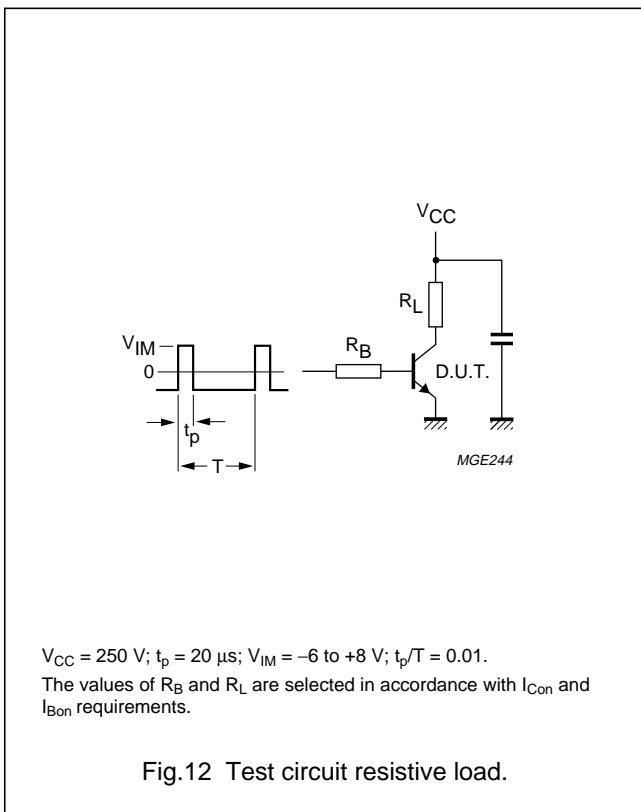 VCC
RL
VIM
RB
0
D.U.T.
tp
T
MGE244
VCC = 250 V; tp = 20 µs; VIM = −6 to +8 V; tp/T = 0.01.
The values of RB and RL are selected in accordance with ICon and
IBon requirements.
Fig.12 Test circuit resistive load.